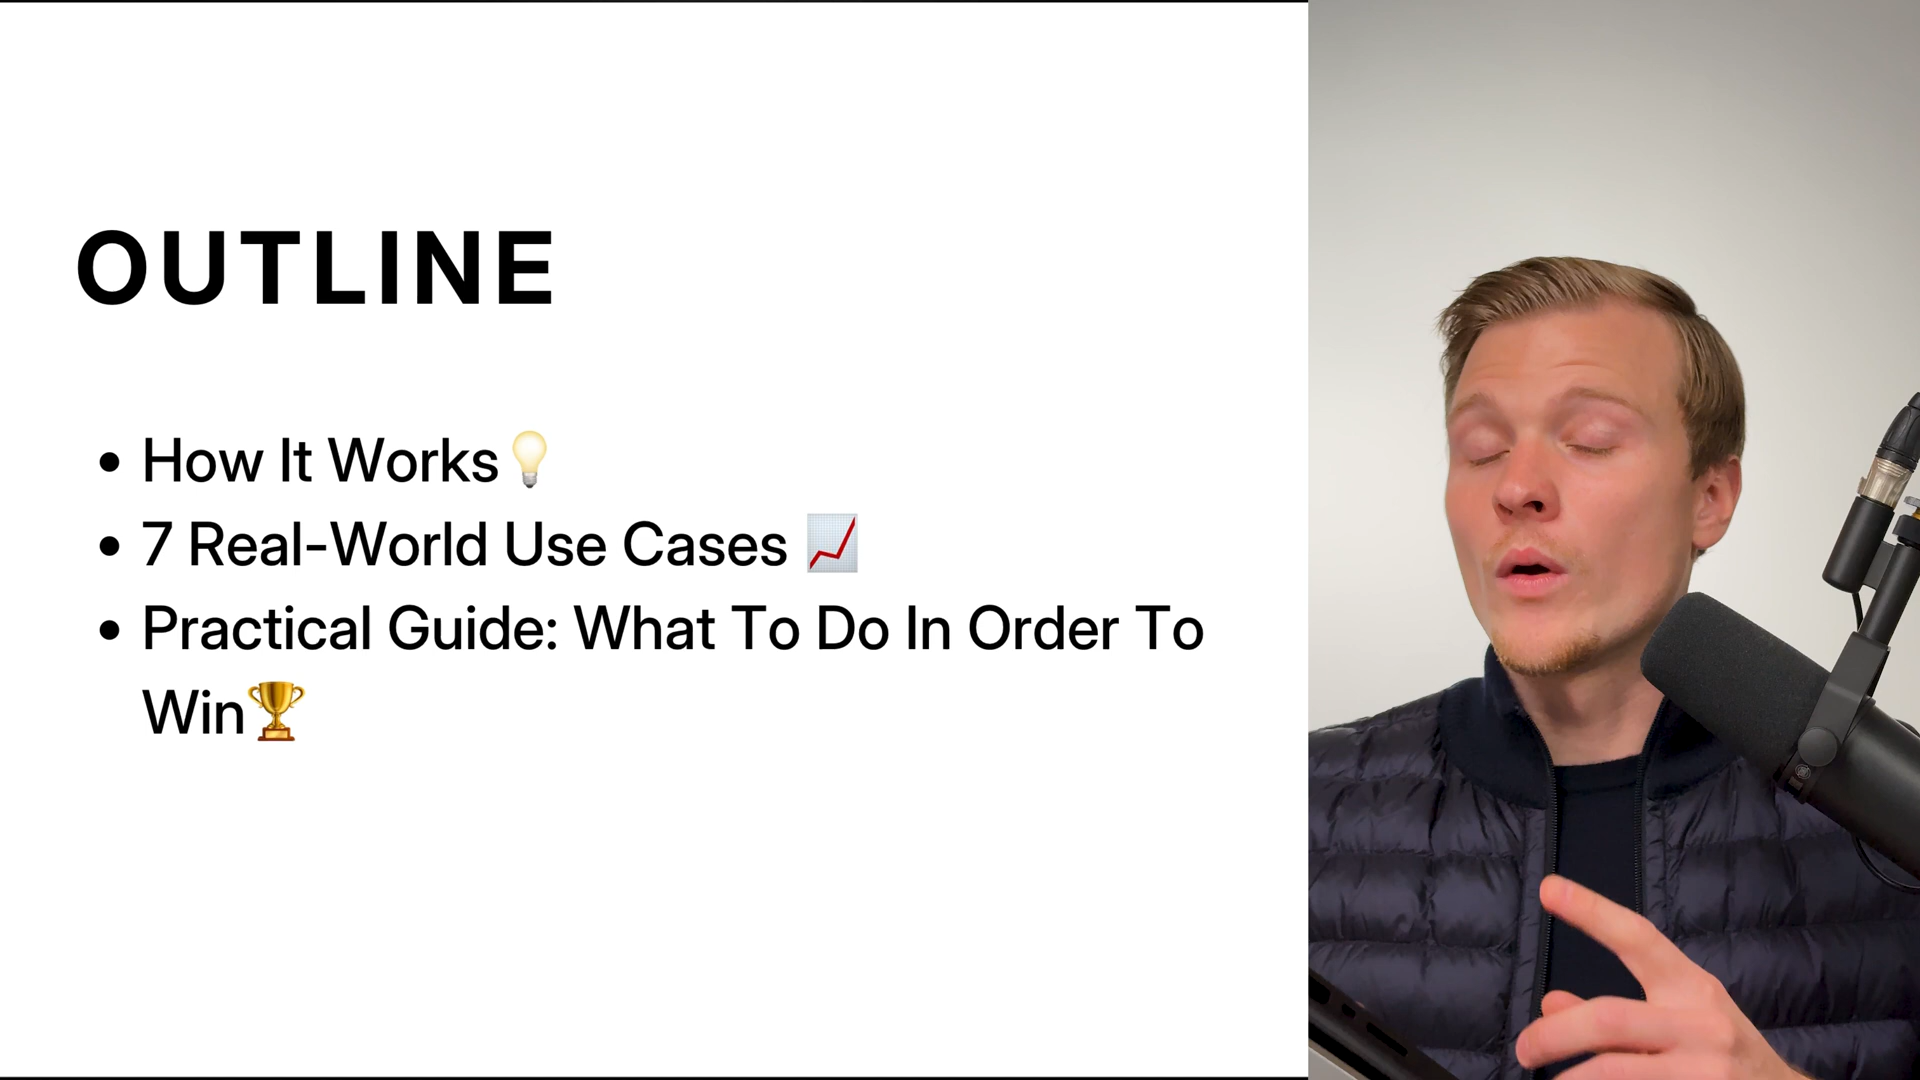 OUTLINE
• How It Works💡
• 7 Real-World Use Cases 📈
• Practical Guide: What To Do In Order To
Win🏆